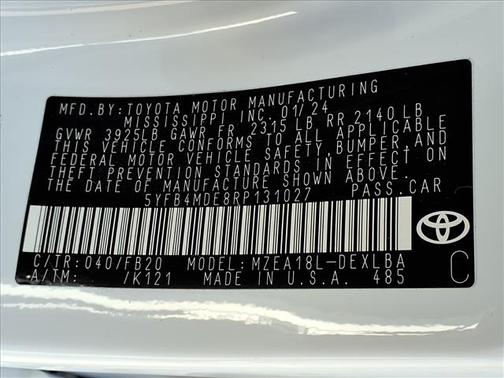 MFD.BY:TOYOTA MOTOR MANUFACTURING
MISSISSIPPI, INC. 01/24
GVWR 3925LB GAWR FR 2315 LB RR 2140 LB
THIS VEHICLE CONFORMS TO ALL APPLICABLE
FEDERAL MOTOR VEHICLE SAFETY, BUMPER, AND
THEFT PREVENTION STANDARDS IN EFFECT ON
THE DATE OF MANUFACTURE SHOWN ABOVE.
5YFB4MDE8RP131027 PASS.CAR
C/TR: 040/FB20 MODEL: MZEA18L-DEXLBA
A/TM: /K121 MADE IN U.S.A. 485
C